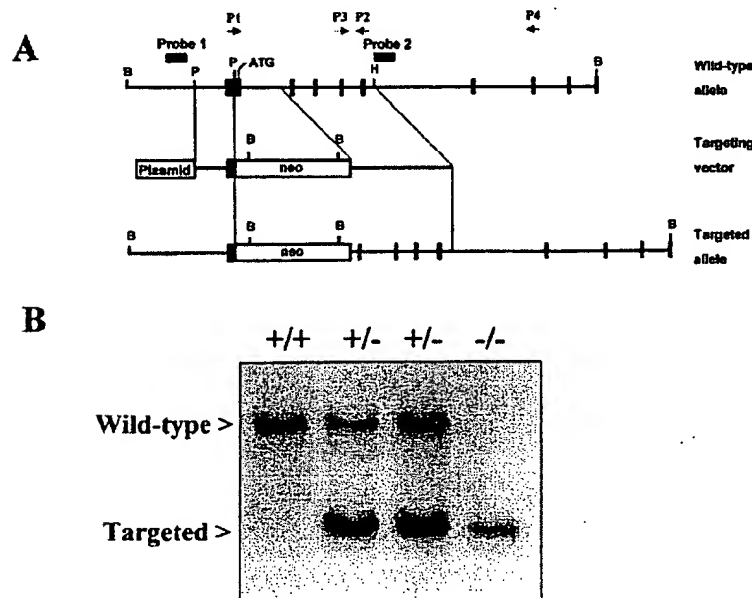 A
P1 P3 P2 P4
Probe 1 Probe 2
B P P ATG H B
Wild-type
allele
B B
Plasmid neo
Targeting
vector
B B B B
neo
Targeted
allele
B
+/+ +/- +/- -/-
Wild-type >
Targeted >